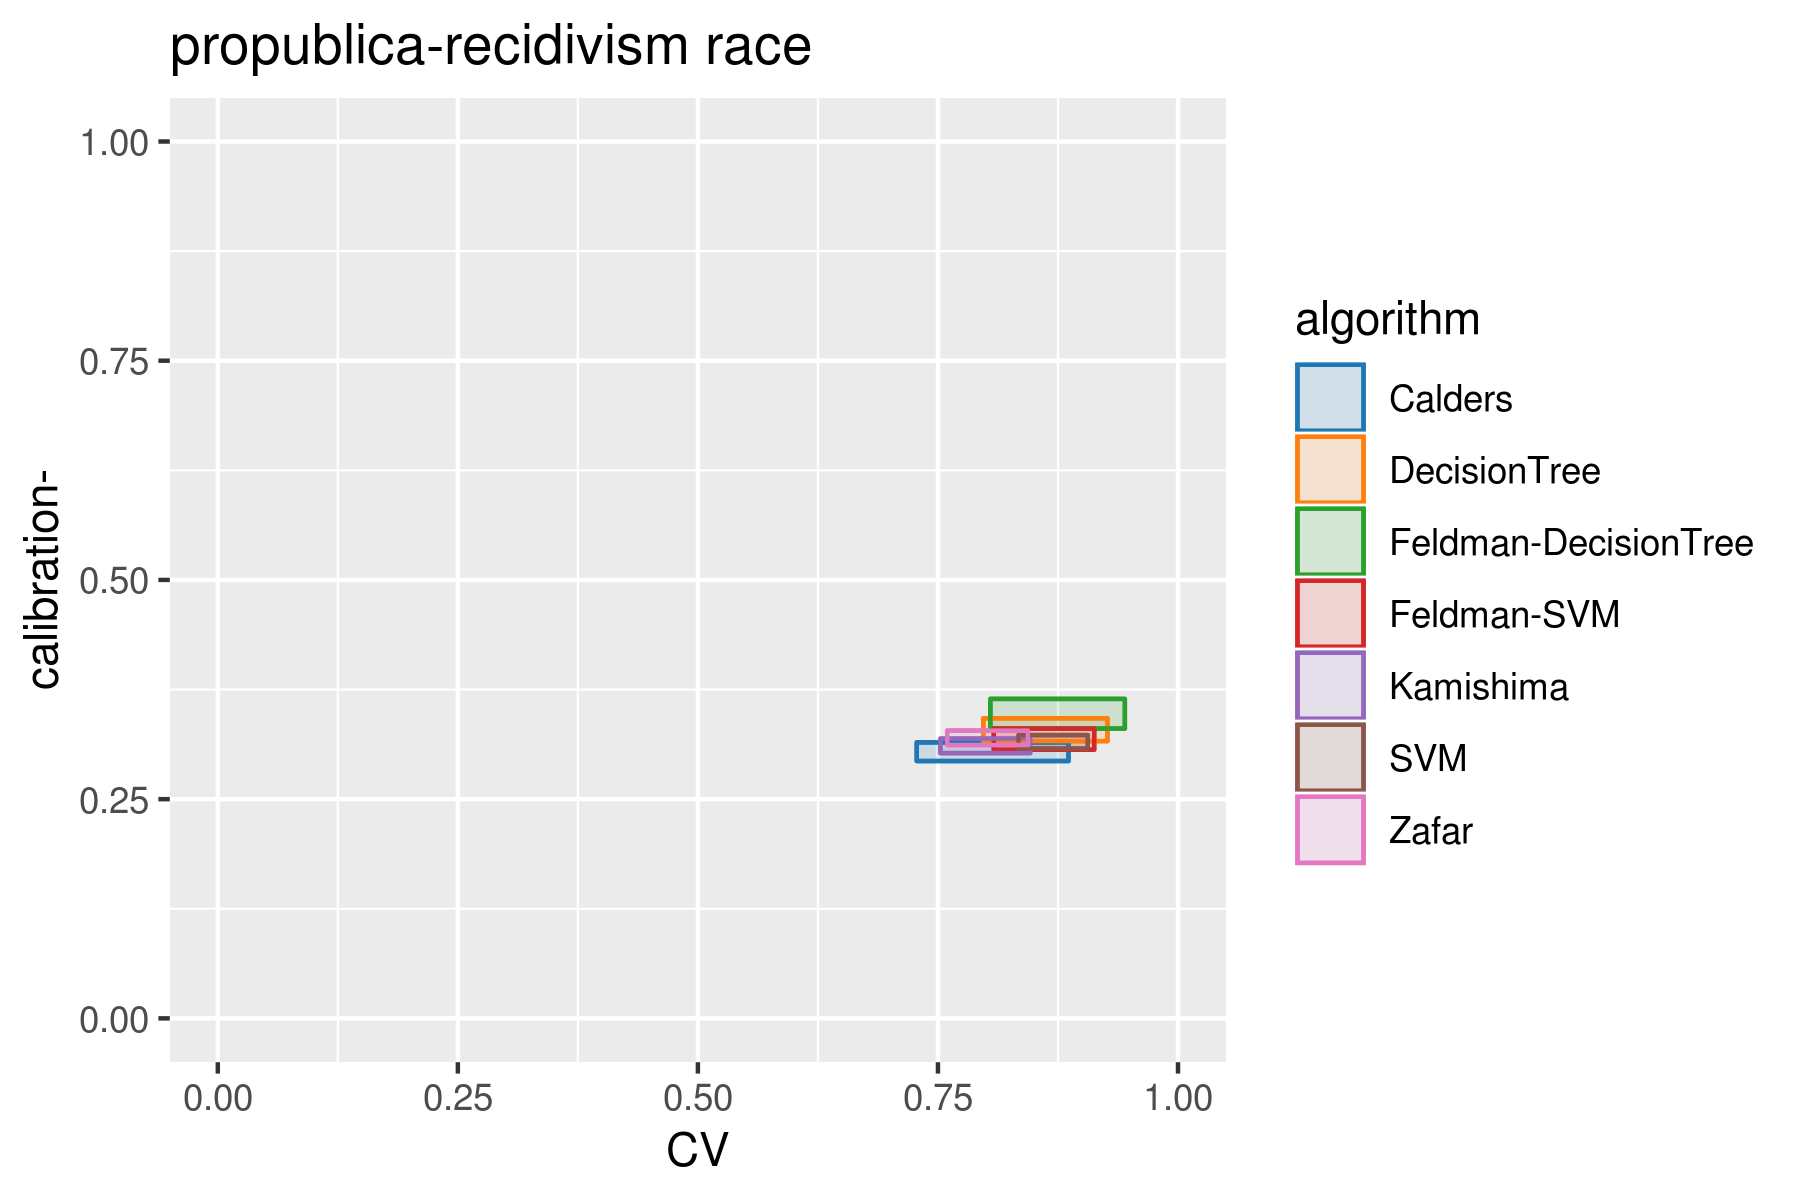 propublica-recidivism race
1.00
0.75
0.50
0.25
0.00
calibration-
0.00 0.25 0.50 0.75 1.00
CV
algorithm
Calders
DecisionTree
Feldman-DecisionTree
Feldman-SVM
Kamishima
SVM
Zafar